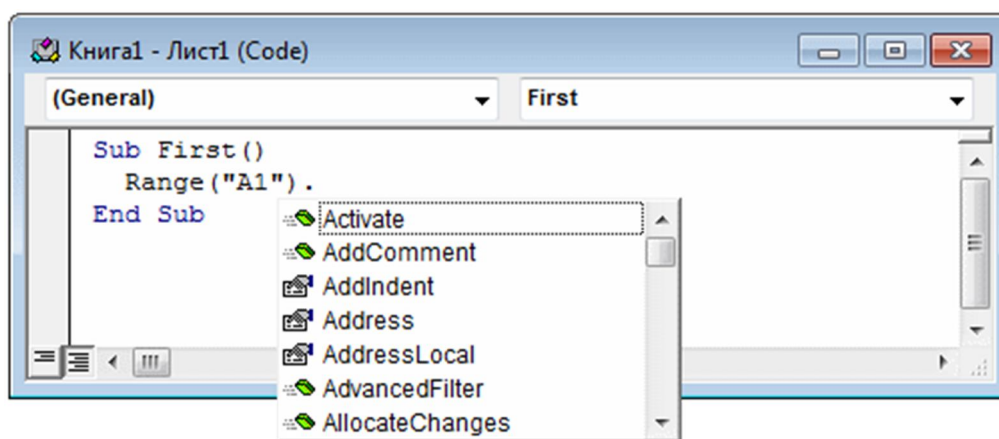 Книга1 - Лист1 (Code)
(General) First
Sub First()
Range("A1").
End Sub
Activate
AddComment
AddIndent
Address
AddressLocal
AdvancedFilter
AllocateChanges